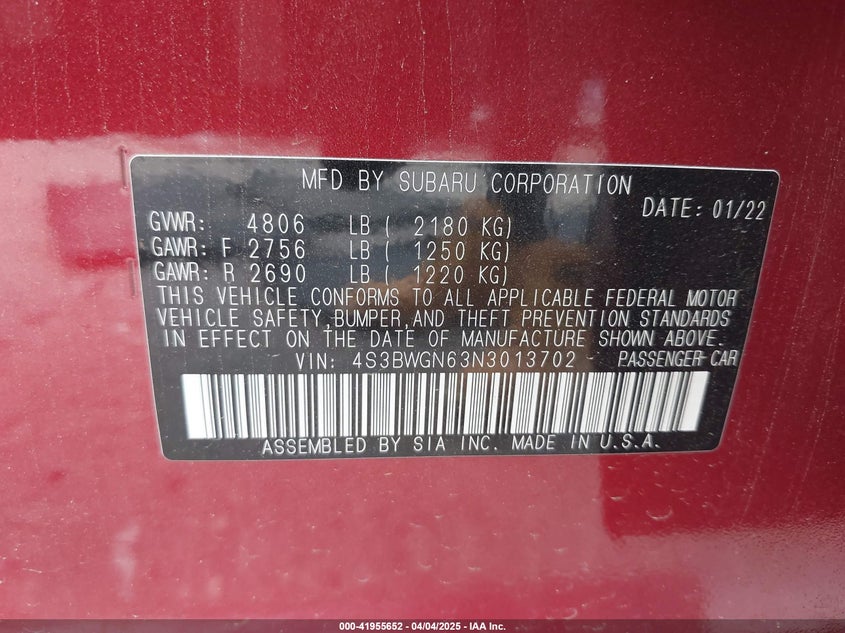 MFD BY SUBARU CORPORATION
DATE: 01/22
GVWR: 4806 LB ( 2180 KG)
GAWR: F 2756 LB ( 1250 KG)
GAWR: R 2690 LB ( 1220 KG)
THIS VEHICLE CONFORMS TO ALL APPLICABLE FEDERAL MOTOR
VEHICLE SAFETY,BUMPER,AND THEFT PREVENTION STANDARDS
IN EFFECT ON THE DATE OF MANUFACTURE SHOWN ABOVE.
VIN: 4S3BWGN63N3013702 PASSENGER CAR
ASSEMBLED BY SIA INC. MADE IN U.S.A.
000-41955652 - 04/04/2025 - IAA Inc.